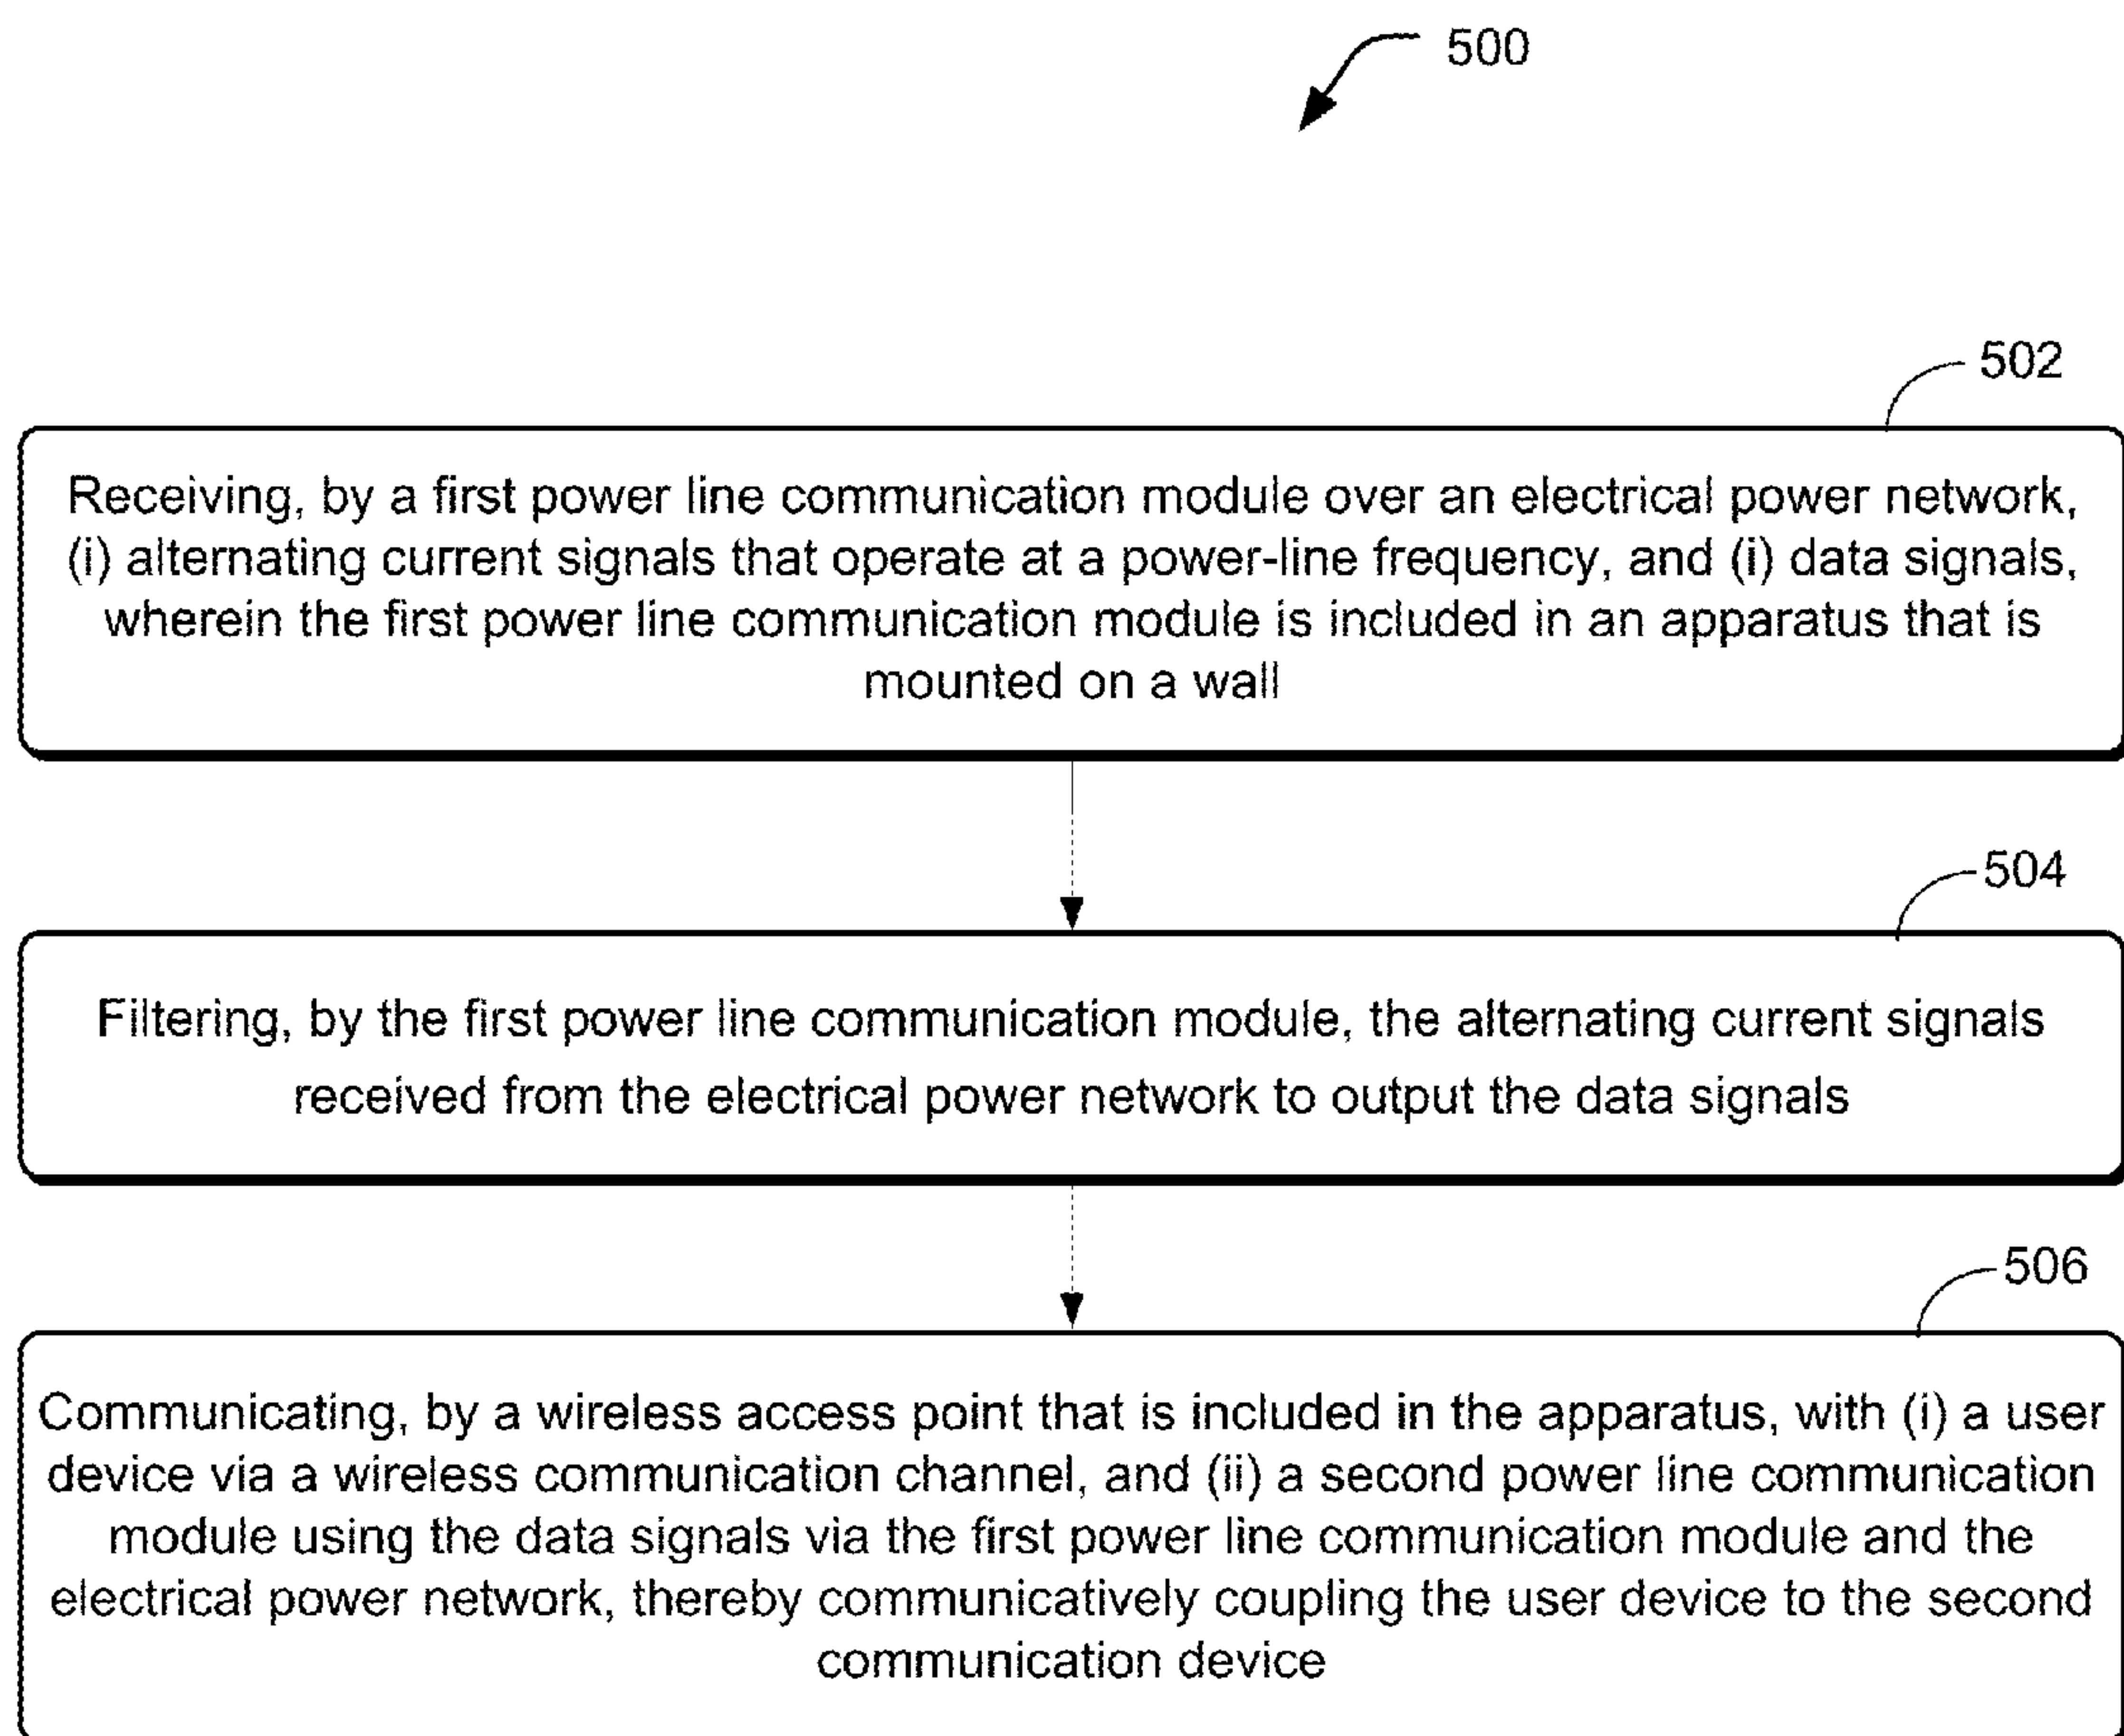 500
502
Receiving, by a first power line communication module over an electrical power network,
(i) alternating current signals that operate at a power-line frequency, and (i) data signals,
wherein the first power line communication module is included in an apparatus that is
mounted on a wall
504
Filtering, by the first power line communication module, the alternating current signals
received from the electrical power network to output the data signals
506
Communicating, by a wireless access point that is included in the apparatus, with (i) a user
device via a wireless communication channel, and (ii) a second power line communication
module using the data signals via the first power line communication module and the
electrical power network, thereby communicatively coupling the user device to the second
communication device